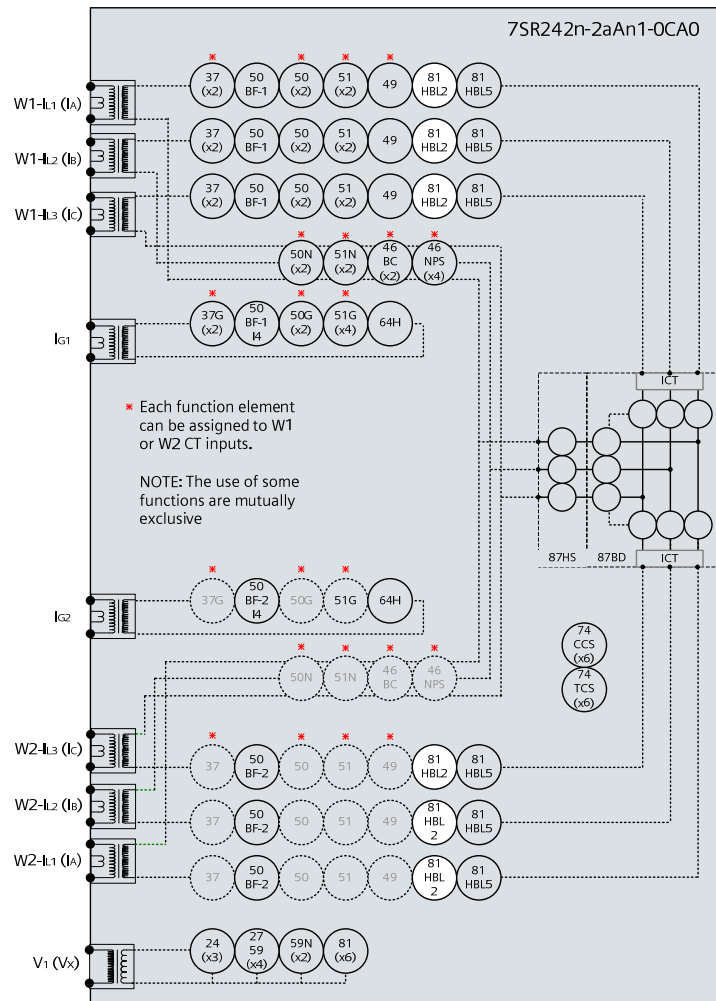 7SR242n-2aAn1-0CA0
* * * *
W1-IL1 (IA)
37 (x2) 50 BF-1 50 (x2) 51 (x2) 49 81 HBL2 81 HBL5
W1-IL2 (IB)
37 (x2) 50 BF-1 50 (x2) 51 (x2) 49 81 HBL2 81 HBL5
W1-IL3 (IC)
37 (x2) 50 BF-1 50 (x2) 51 (x2) 49 81 HBL2 81 HBL5
* * * *
50N (x2) 51N (x2) 46 BC (x2) 46 NPS (x4)
* * *
IG1
37G (x2) 50 BF-1 I4 50G (x2) 51G (x4) 64H
ICT
* Each function element
can be assigned to W1
or W2 CT inputs.
NOTE: The use of some
functions are mutually
exclusive
87HS 87BD ICT
* * *
IG2
37G 50 BF-2 I4 50G 51G 64H
74 CCS (x6)
74 TCS (x6)
* * * *
50N 51N 46 BC 46 NPS
* * * *
W2-IL3 (IC)
37 50 BF-2 50 51 49 81 HBL2 81 HBL5
W2-IL2 (IB)
37 50 BF-2 50 51 49 81 HBL 2 81 HBL5
W2-IL1 (IA)
37 50 BF-2 50 51 49 81 HBL 2 81 HBL5
V1 (VX)
24 (x3) 27 59 (x4) 59N (x2) 81 (x6)